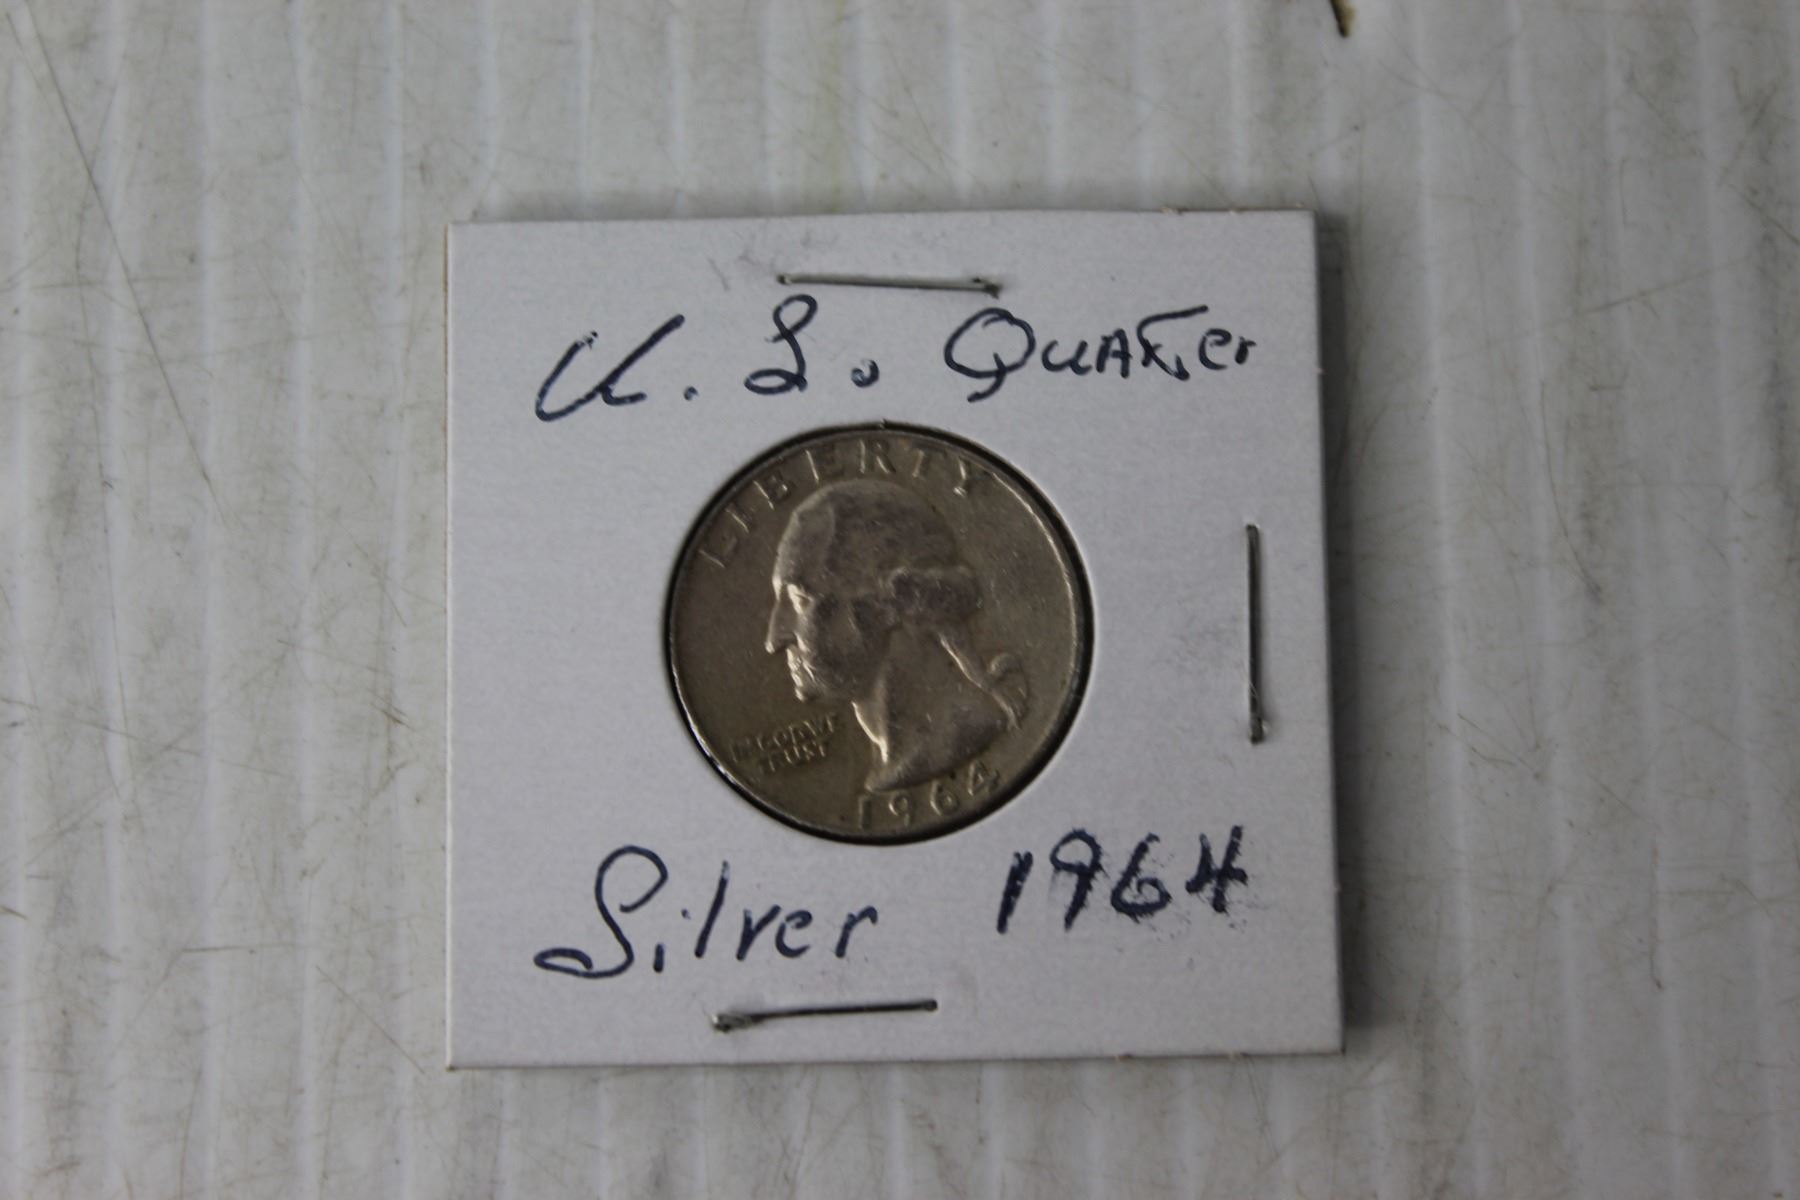 U. S. Quarter
LIBERTY
IN GOD WE
TRUST
1964
Silver 1964